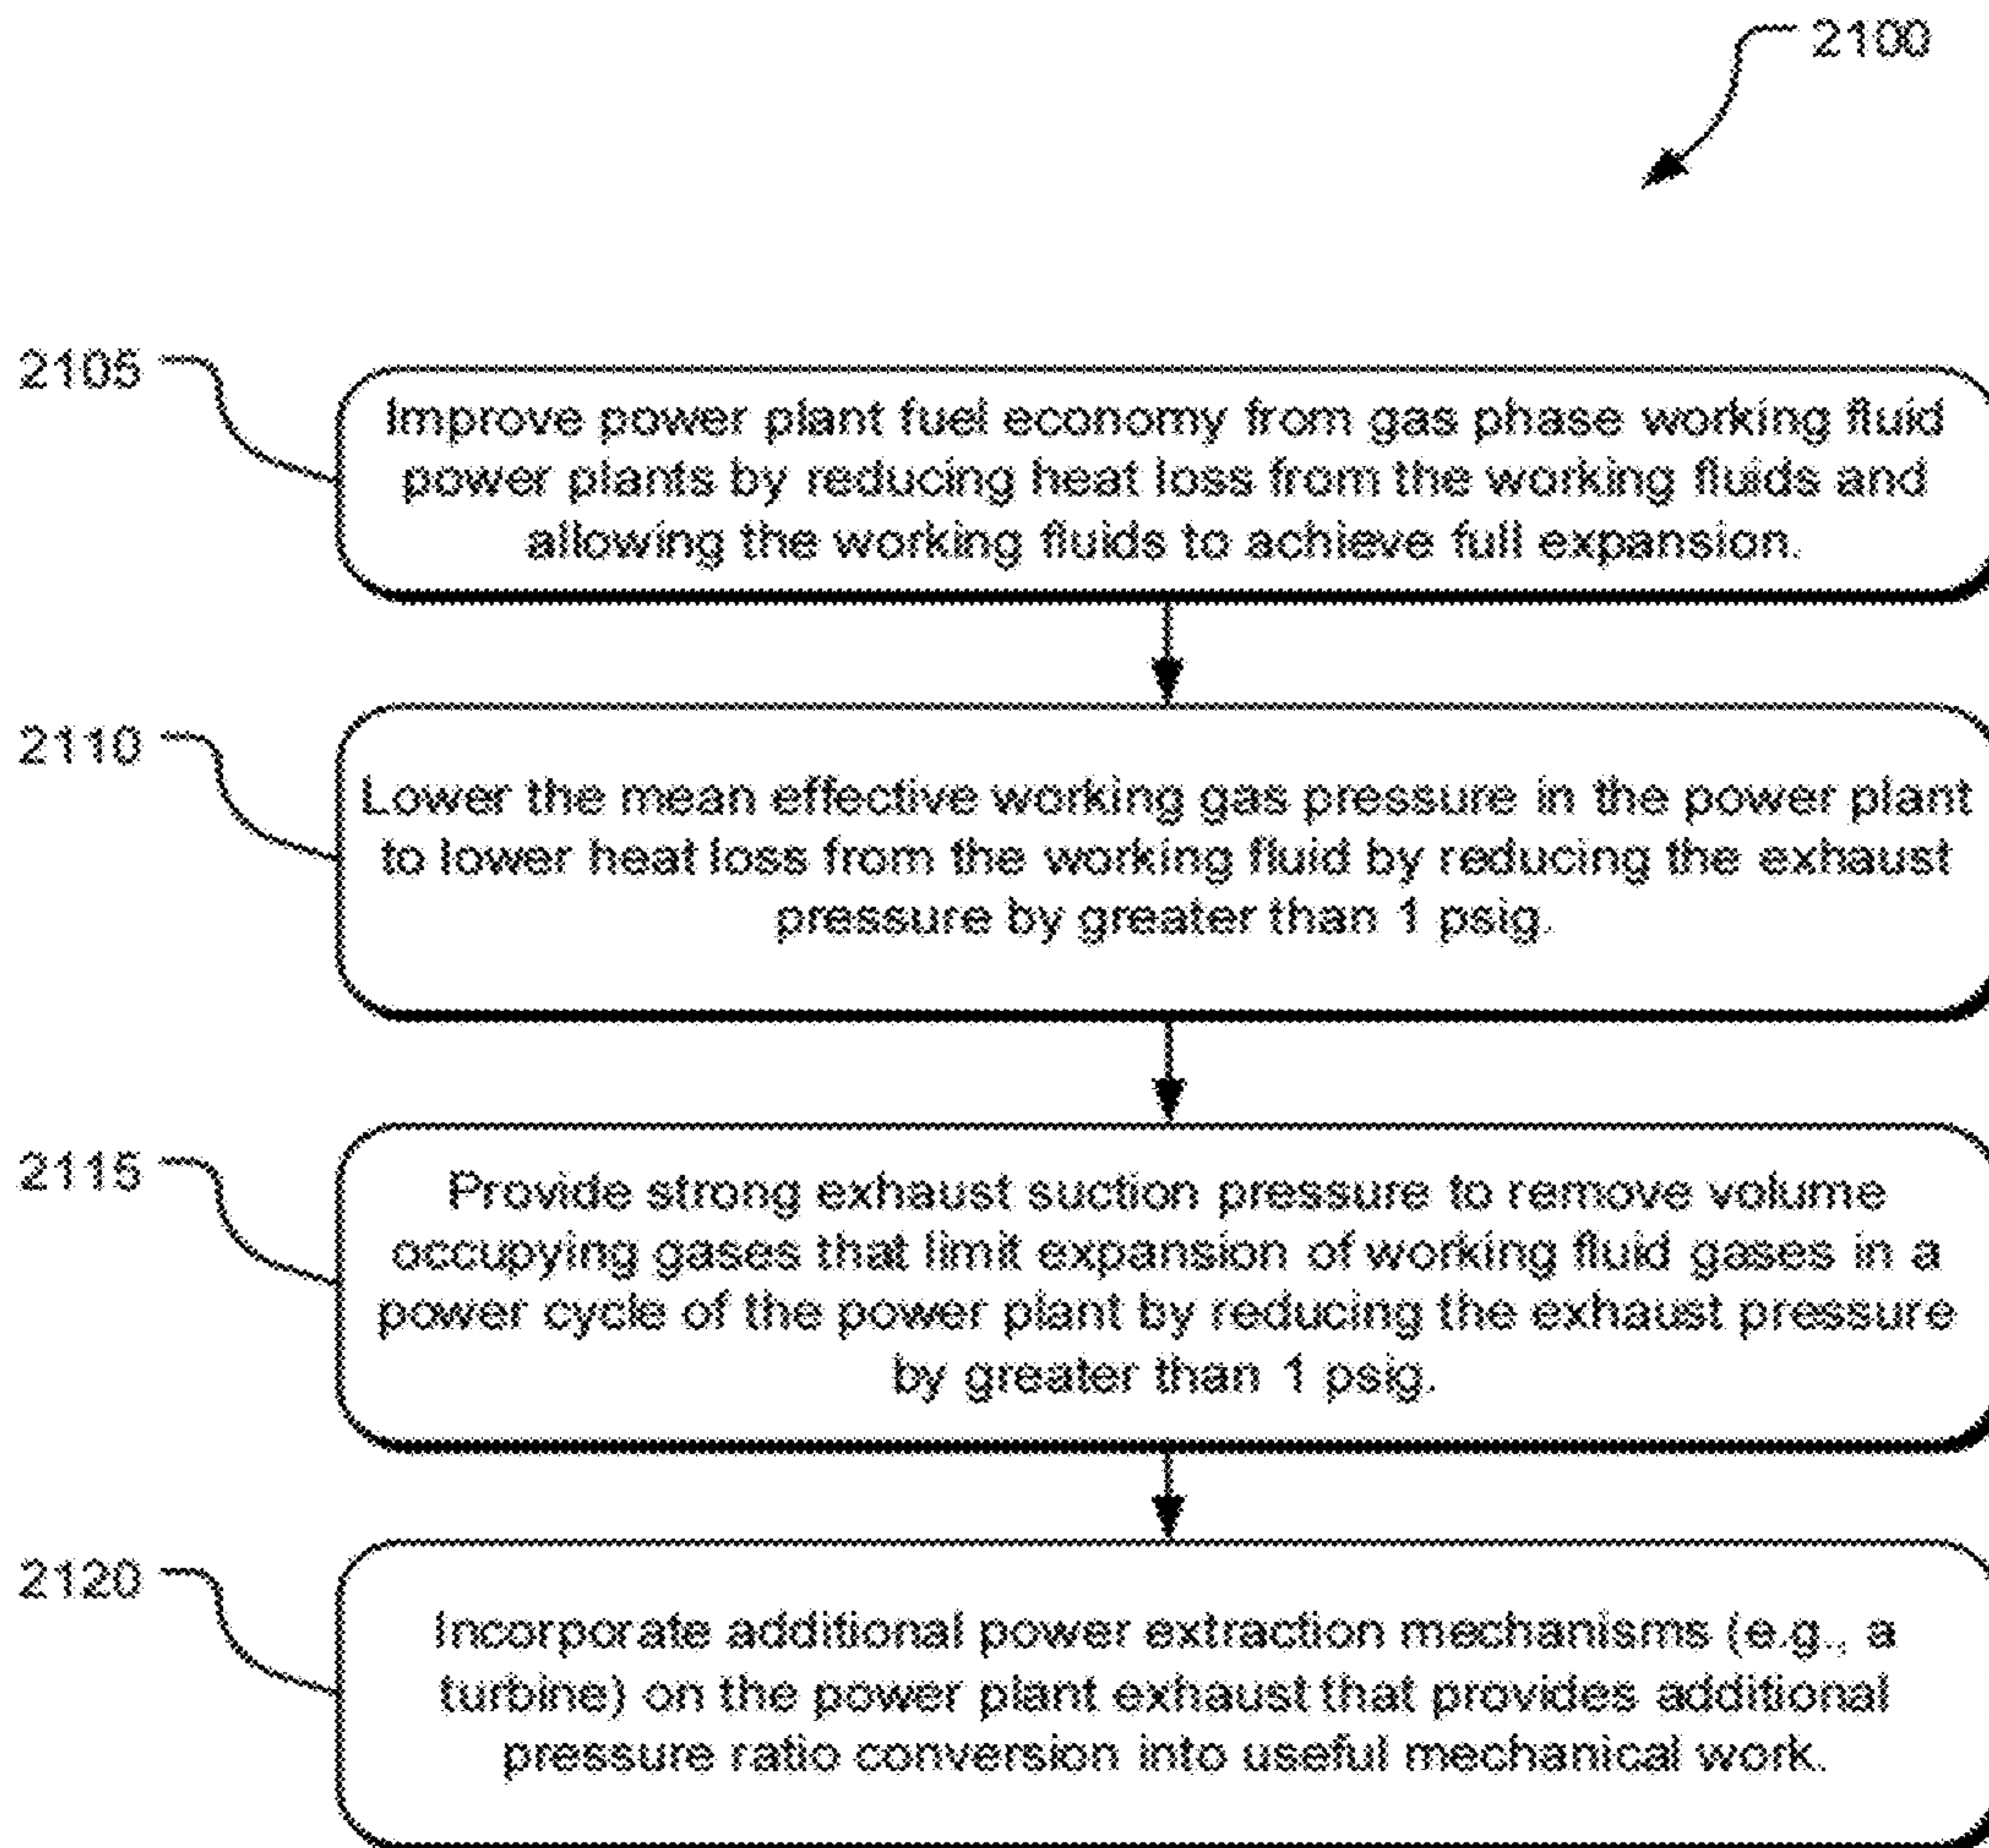 2100
2105
Improve power plant fuel economy from gas phase working fluid
power plants by reducing heat loss from the working fluids and
allowing the working fluids to achieve full expansion.
2110
Lower the mean effective working gas pressure in the power plant
to lower heat loss from the working fluid by reducing the exhaust
pressure by greater than 1 psig.
2115
Provide strong exhaust suction pressure to remove volume
occupying gases that limit expansion of working fluid gases in a
power cycle of the power plant by reducing the exhaust pressure
by greater than 1 psig.
2120
Incorporate additional power extraction mechanisms (e.g., a
turbine) on the power plant exhaust that provides additional
pressure ratio conversion into useful mechanical work.